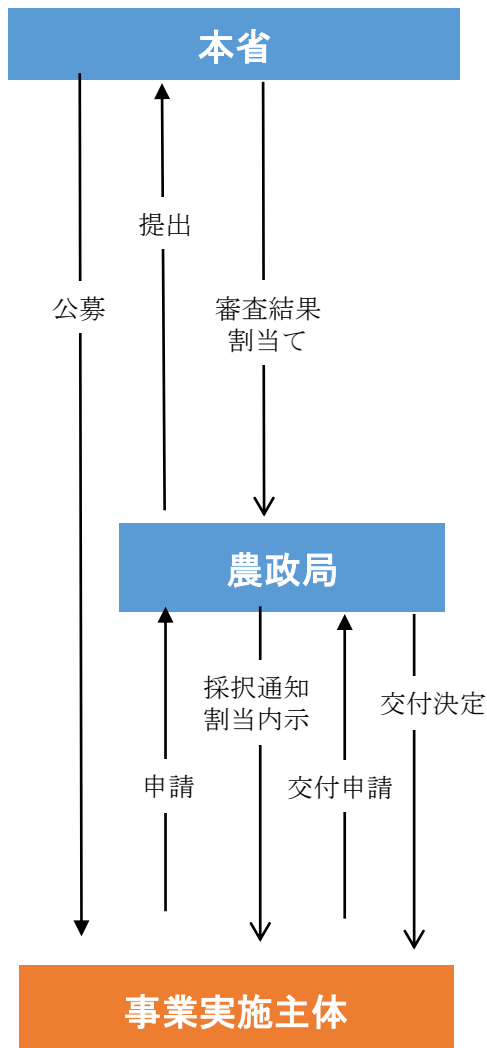 本省
提出
公募
審査結果
割当て
農政局
採択通知
割当内示
交付決定
申請
交付申請
事業実施主体